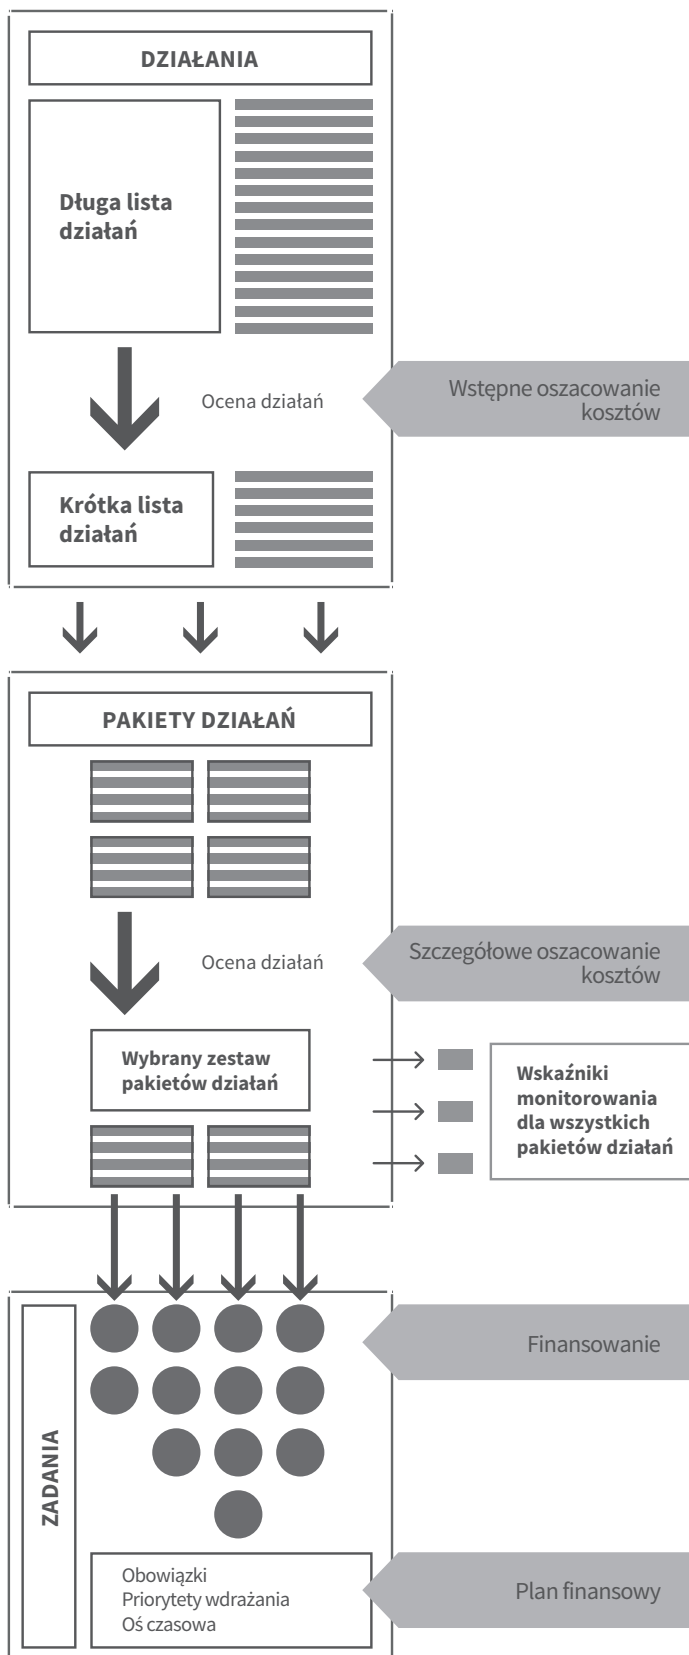 DZIAŁANIA
Długa lista
działań
Ocena działań
Wstępne oszacowanie
kosztów
Krótka lista
działań
PAKIETY DZIAŁAŃ
Ocena działań
Szczegółowe oszacowanie
kosztów
Wybrany zestaw
pakietów działań
Wskaźniki
monitorowania
dla wszystkich
pakietów działań
ZADANIA
Finansowanie
Obowiązki
Priorytety wdrażania
Oś czasowa
Plan finansowy